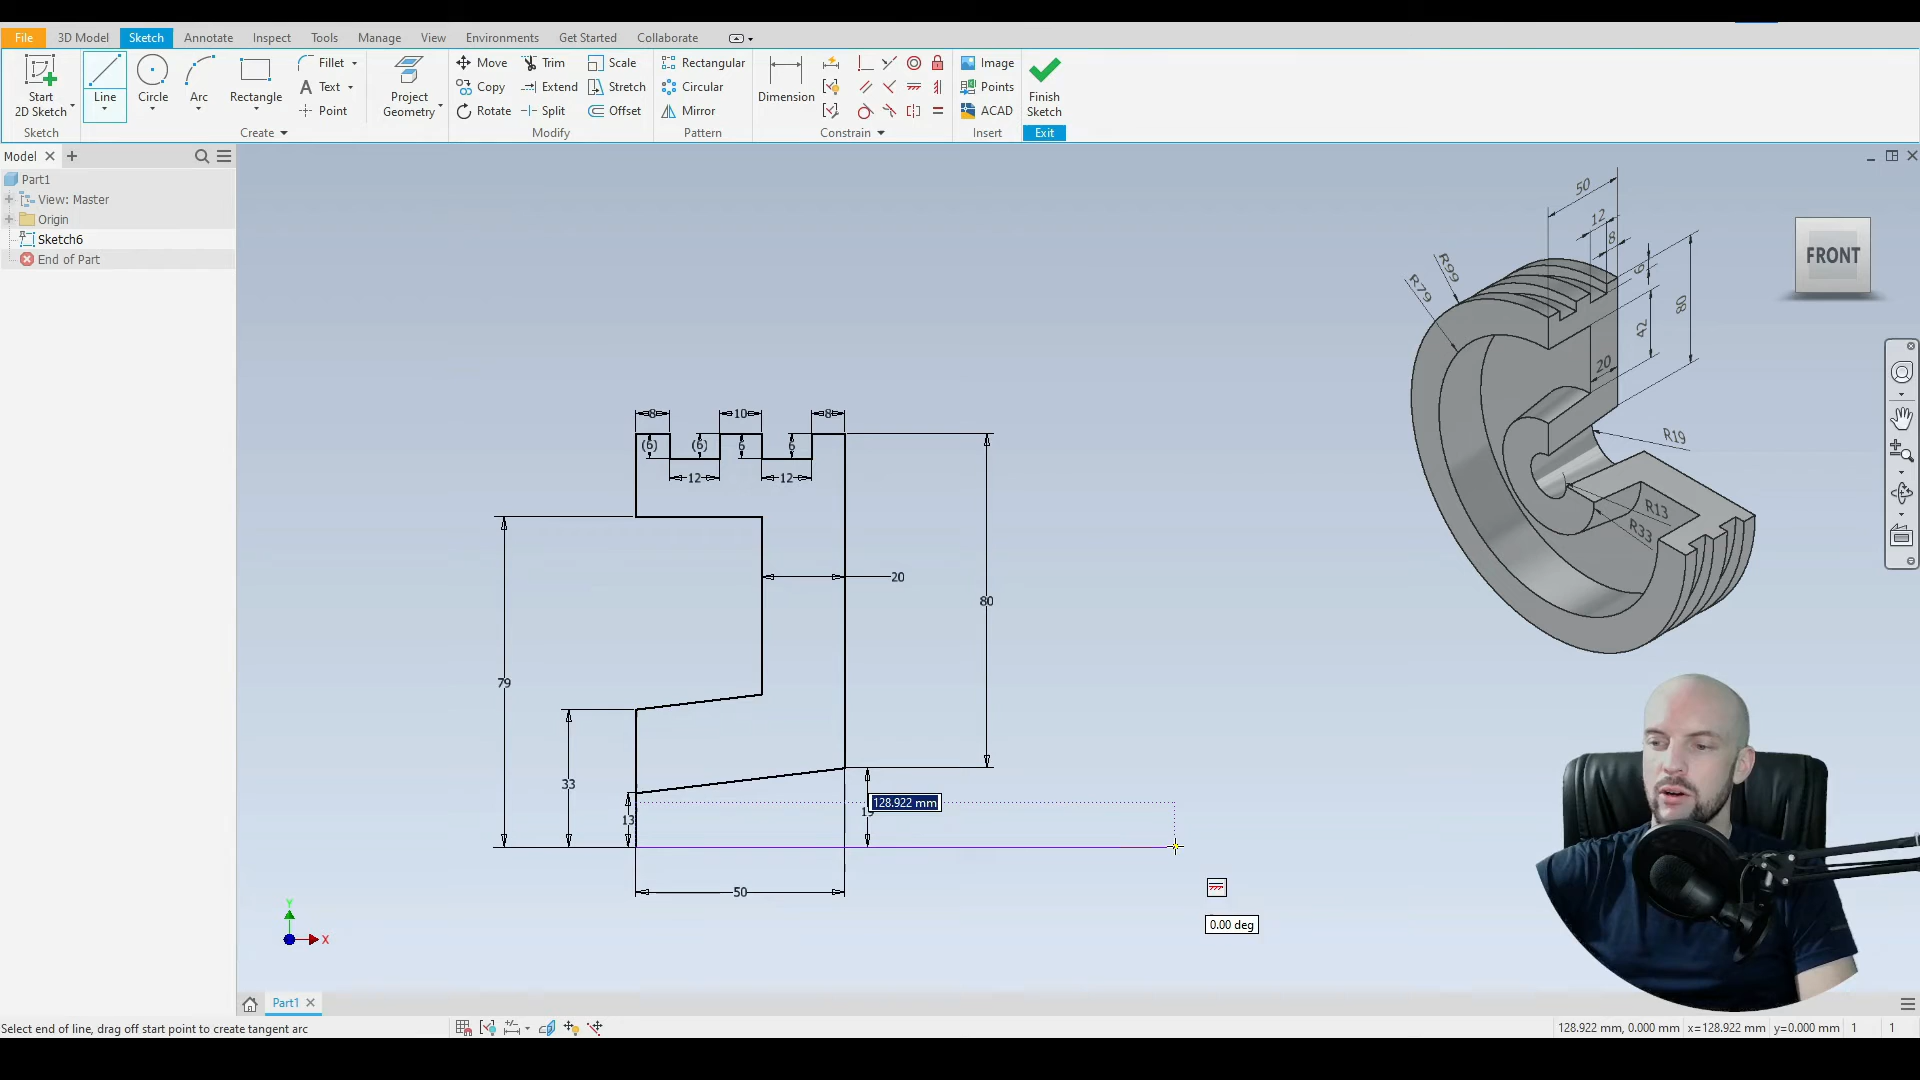 File 3D Model Sketch Annotate Inspect Tools Manage View Environments Get Started Collaborate
Start
2D Sketch
Line
Circle
Arc
Rectangle
Fillet
Text
Point
Project
Geometry
Move Trim Scale
Copy Extend Stretch
Rotate Split Offset
Rectangular
Circular
Mirror
Dimension
Image
Points
ACAD
Finish
Sketch
Sketch Create Modify Pattern Constrain Insert Exit
Model
Part1
View: Master
Origin
Sketch6
End of Part
FRONT
50
12
8
6
R99
R79
80
42
20
R19
R13
R33
8 10 8
(6) (6) 6 6
12 12
20
80
79
33
13
128.922 mm
50
0.00 deg
Y
X
Part1
Select end of line, drag off start point to create tangent arc
128.922 mm, 0.000 mm x=128.922 mm y=0.000 mm 1 1